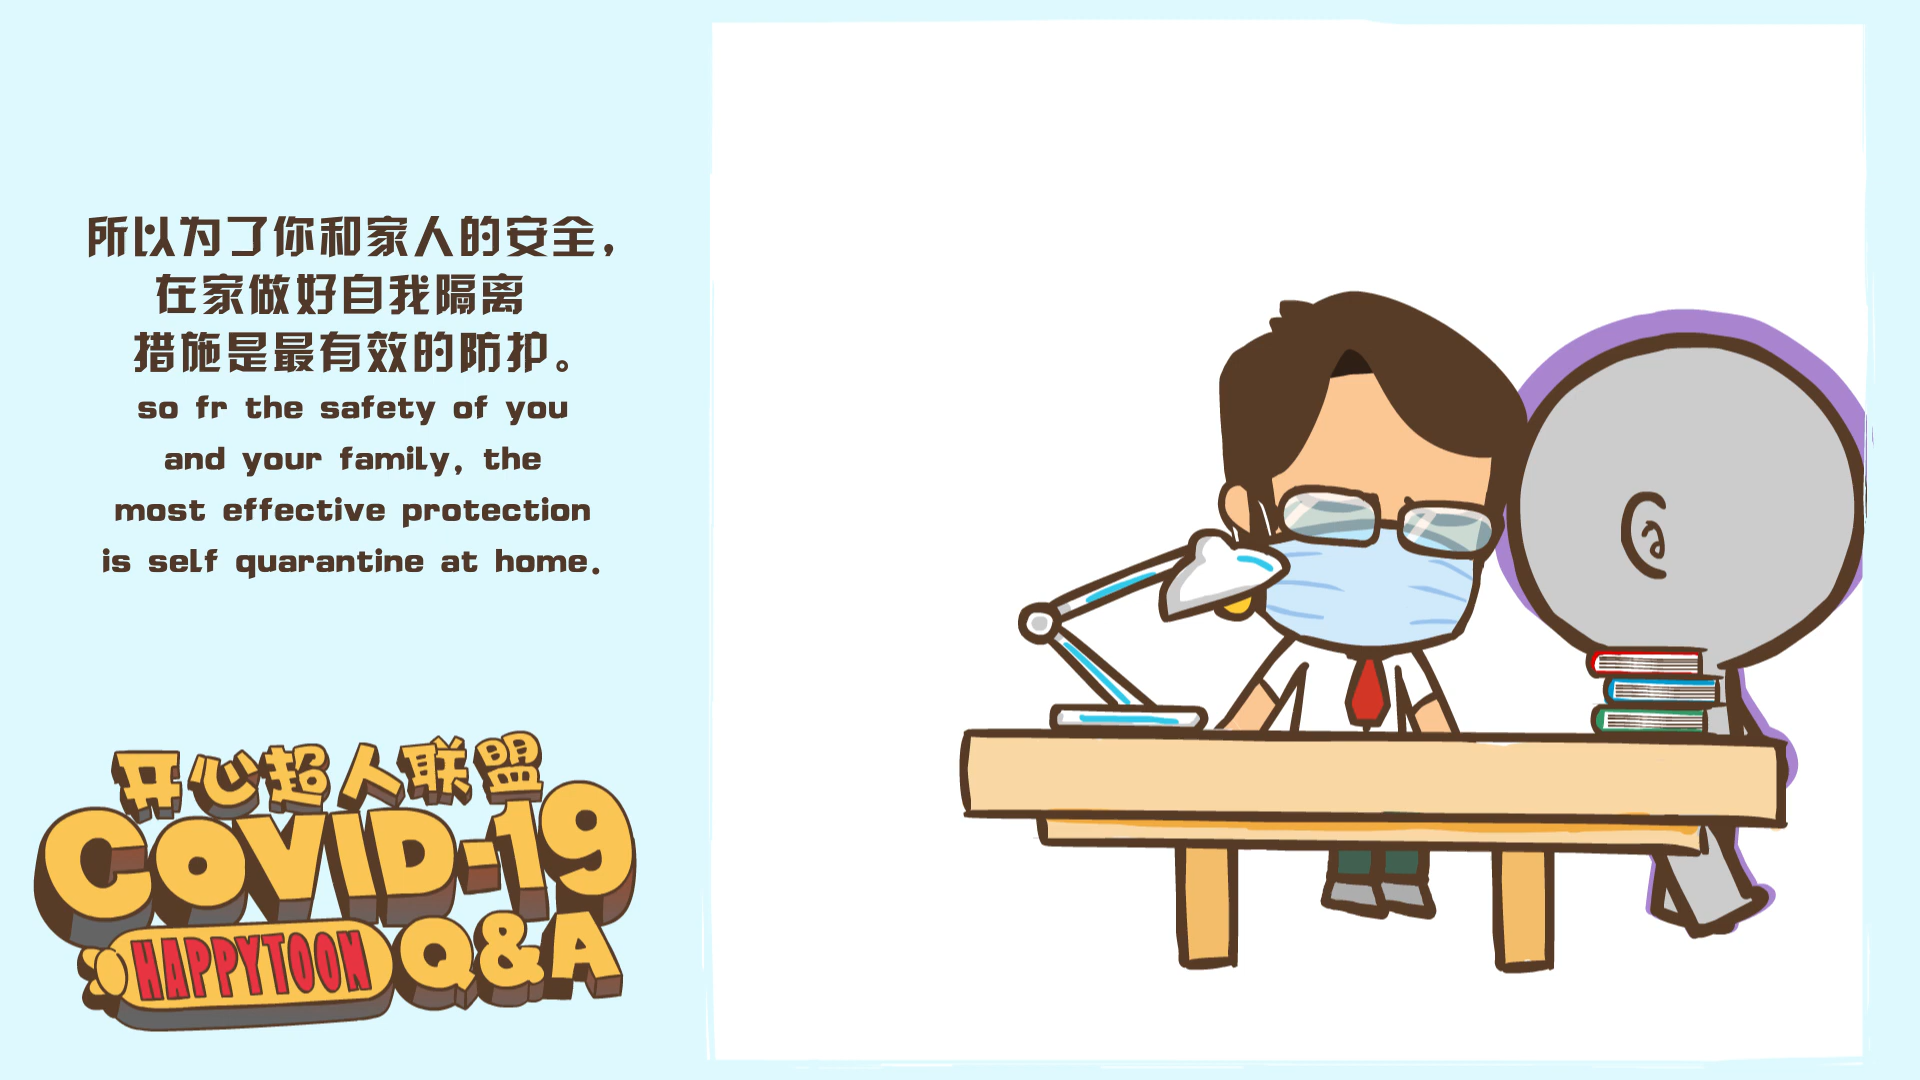 所以为了你和家人的安全，
在家做好自我隔离
措施是最有效的防护。
so fr the safety of you
and your family, the
most effective protection
is self quarantine at home.
开心超人联盟
COVID-19
HAPPYTOON Q&A